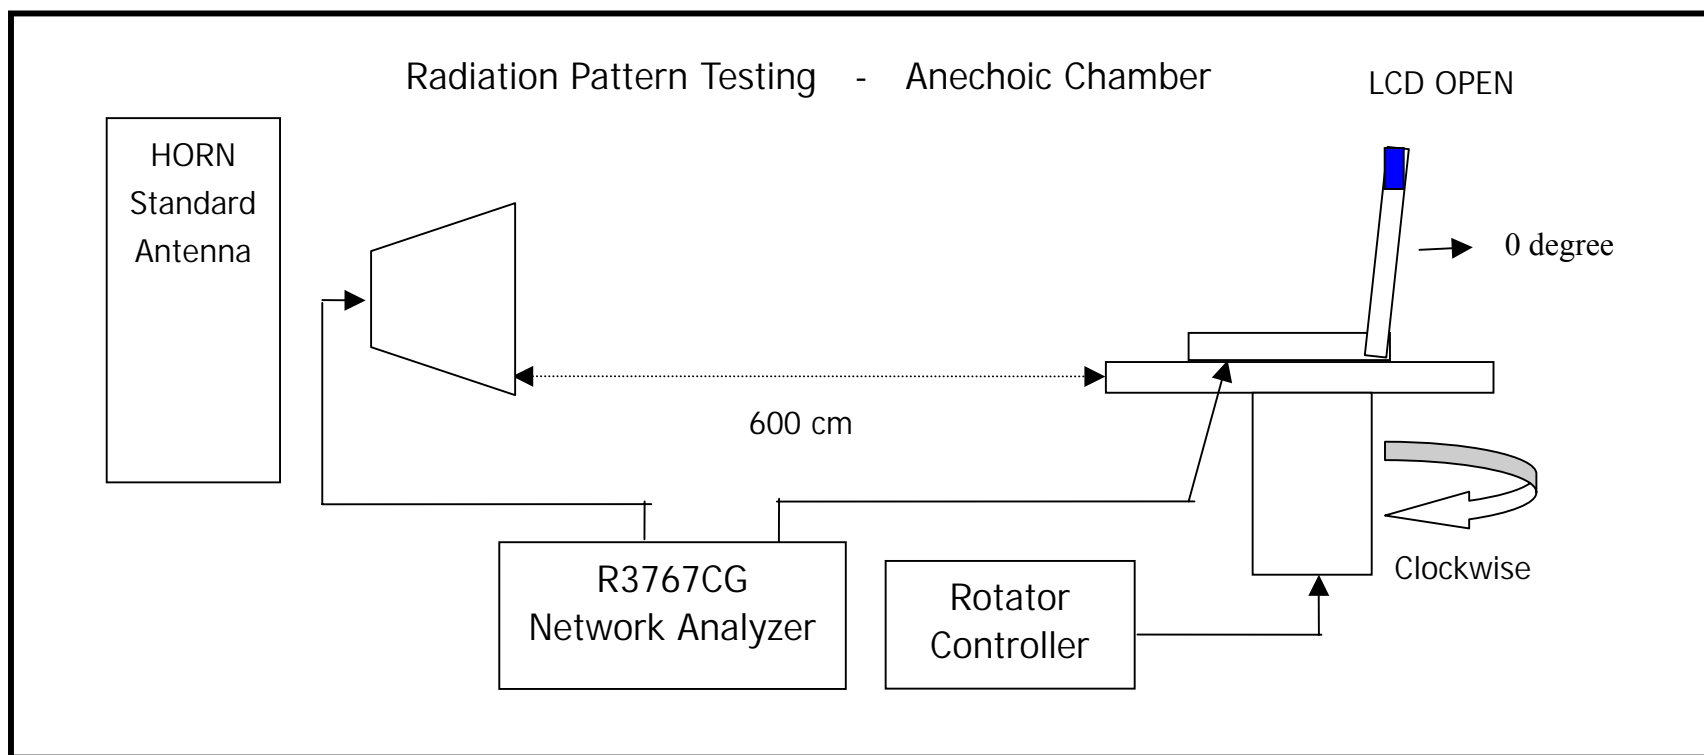 Radiation Pattern Testing - Anechoic Chamber
LCD OPEN
HORN
Standard
Antenna
0 degree
600 cm
Clockwise
R3767CG
Network Analyzer
Rotator
Controller